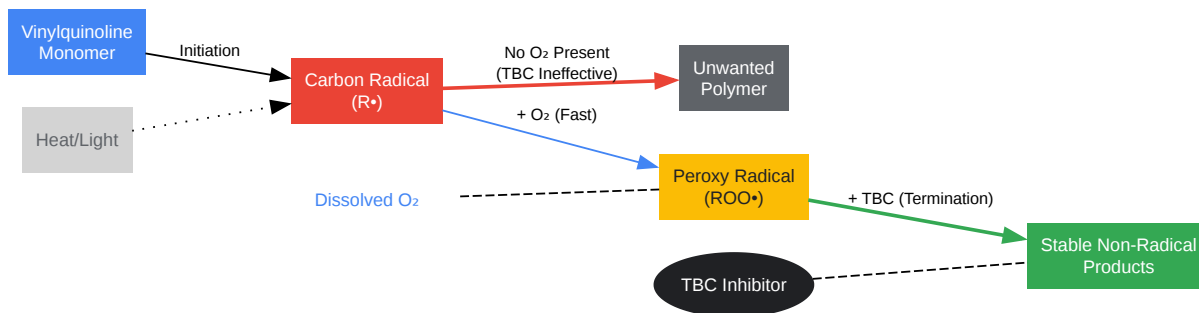 Vinylquinoline
Monomer
Initiation
Heat/Light
Carbon Radical
(R•)
No O₂ Present
(TBC Ineffective)
Unwanted
Polymer
+ O₂ (Fast)
Dissolved O₂
Peroxy Radical
(ROO•)
+ TBC (Termination)
TBC Inhibitor
Stable Non-Radical
Products